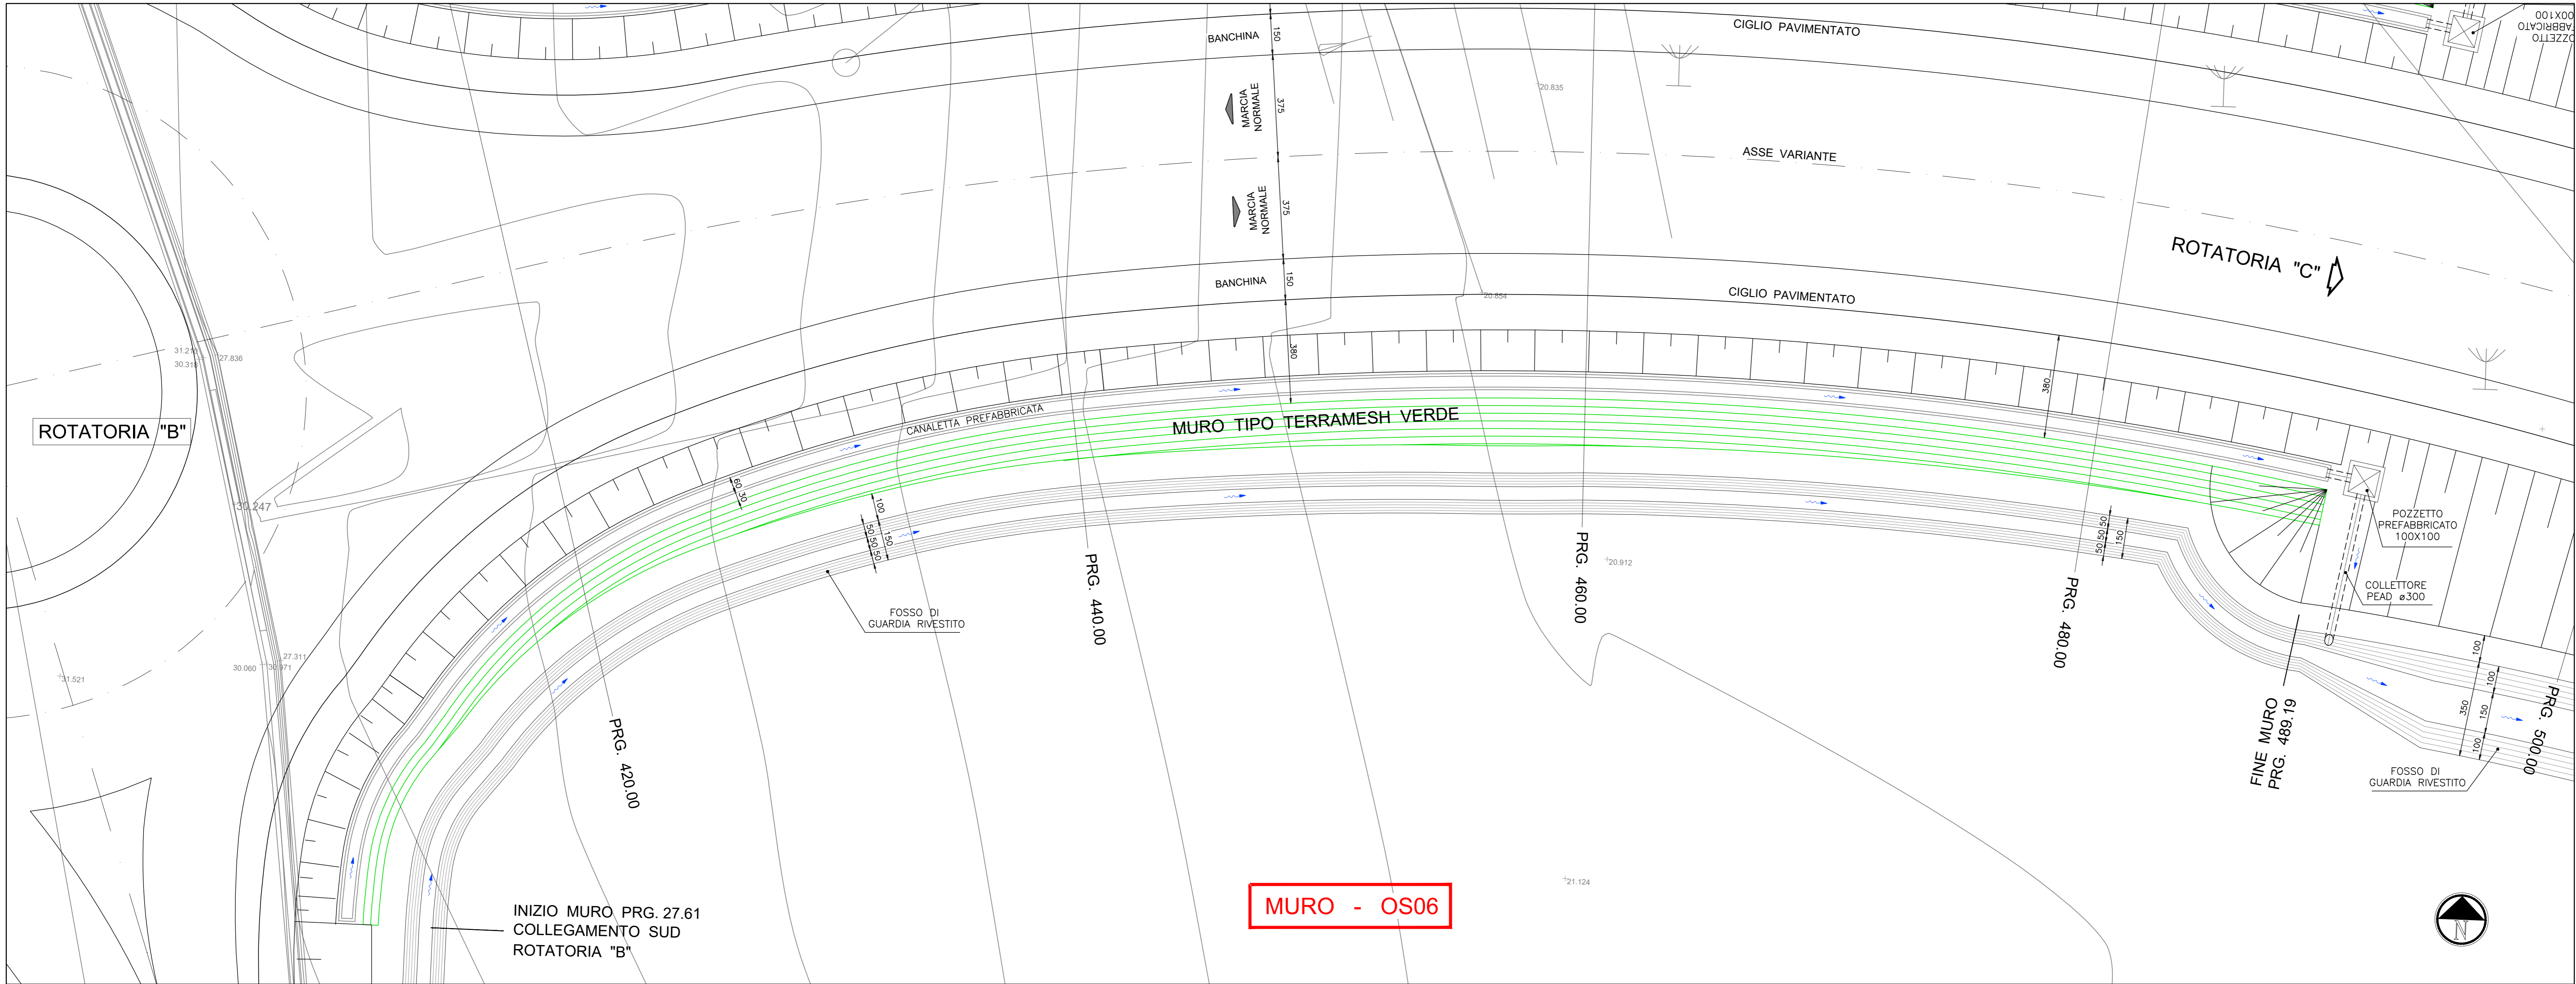 BANCHINA
150
CIGLIO PAVIMENTATO
100X100
PREFABBRICATO
POZZETTO
MARCIA
NORMALE
375
20.835
ASSE VARIANTE
MARCIA
NORMALE
375
ROTATORIA "C"
BANCHINA
150
20.854
CIGLIO PAVIMENTATO
31.218
30.318
27.836
380
380
ROTATORIA "B"
CANALETTA PREFABBRICATA
MURO TIPO TERRAMESH VERDE
60
30
30.247
100
150
50
50
50
50
50
50
150
POZZETTO
PREFABBRICATO
100X100
PRG. 440.00
PRG. 460.00
20.912
PRG. 480.00
COLLETTORE
PEAD ø300
FOSSO DI
GUARDIA RIVESTITO
27.311
30.060
31.521
100
350
100
150
100
PRG. 420.00
FINE MURO
PRG. 489.19
PRG. 500.00
FOSSO DI
GUARDIA RIVESTITO
21.124
INIZIO MURO PRG. 27.61
COLLEGAMENTO SUD
ROTATORIA "B"
MURO - OS06
N